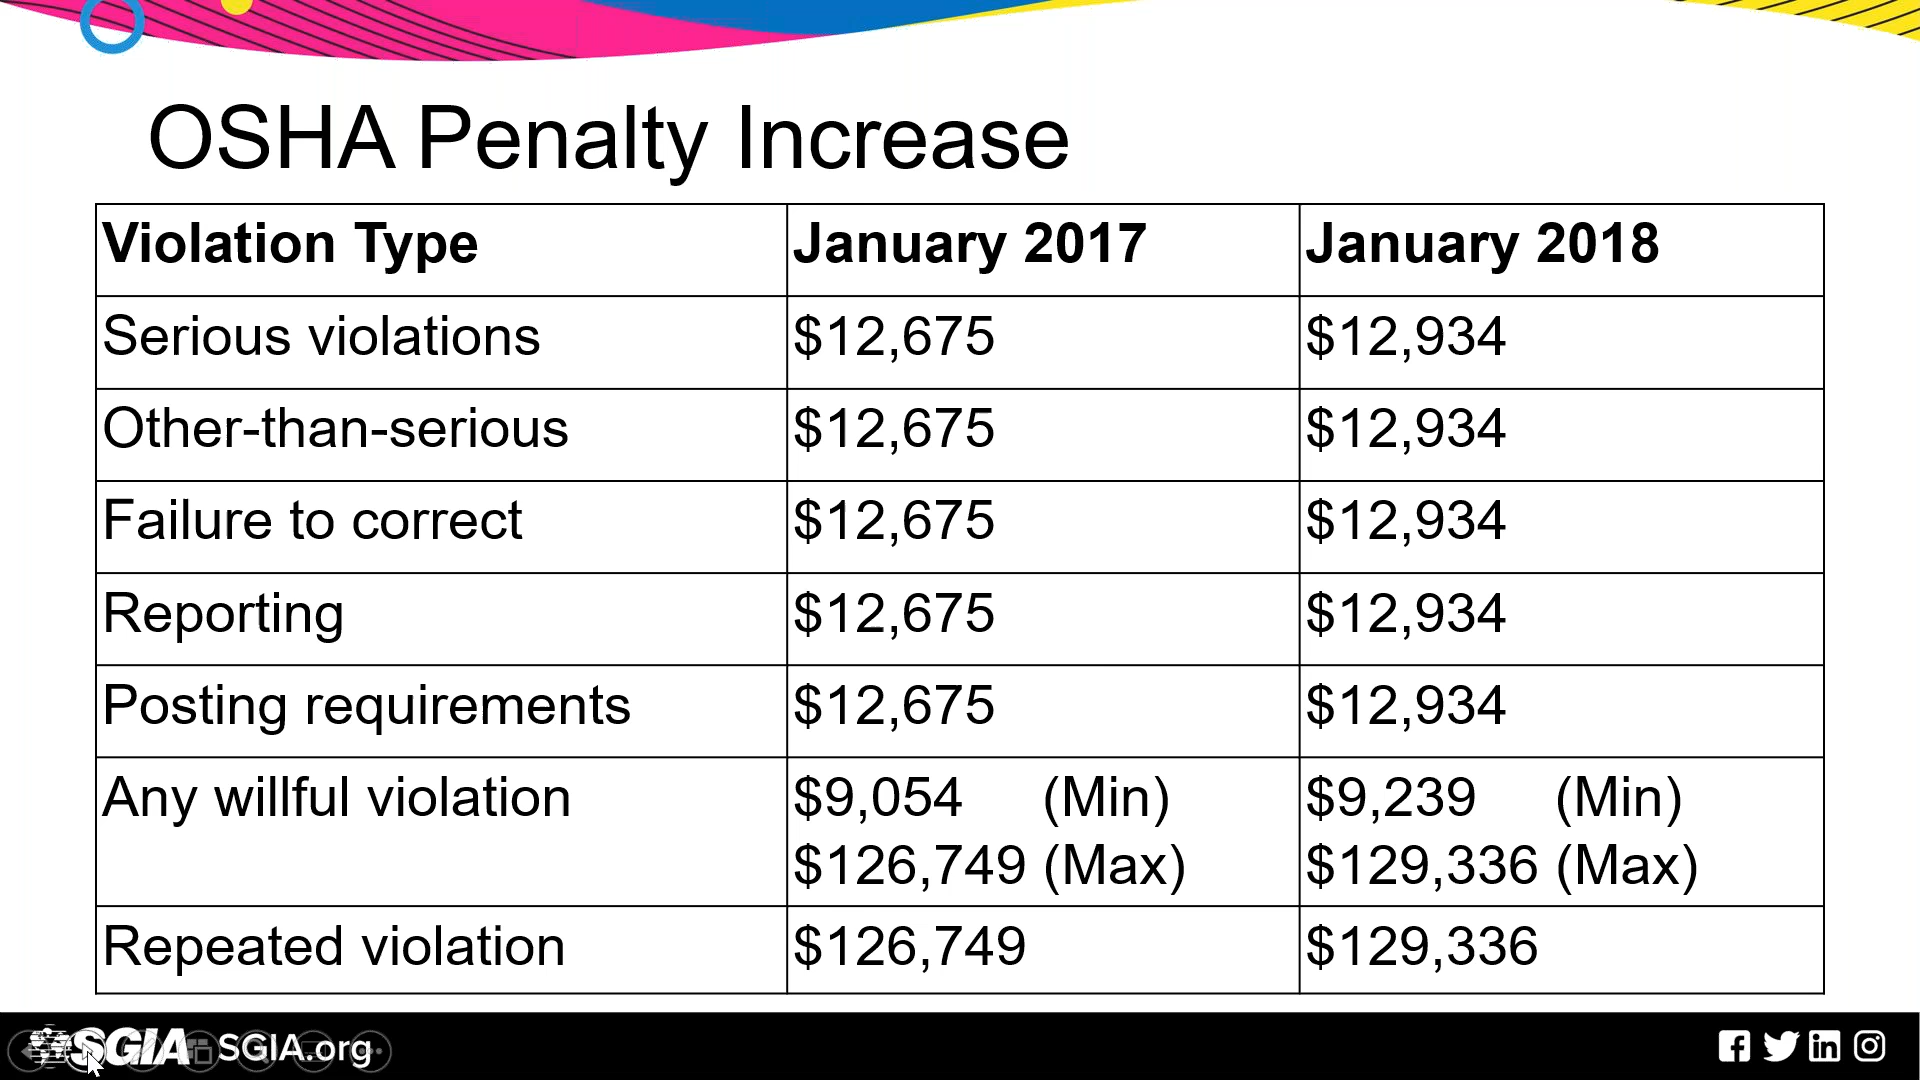 OSHA Penalty Increase
Violation Type January 2017 January 2018
Serious violations $12,675 $12,934
Other-than-serious $12,675 $12,934
Failure to correct $12,675 $12,934
Reporting $12,675 $12,934
Posting requirements $12,675 $12,934
Any willful violation $9,054 (Min) $9,239 (Min)
$126,749 (Max) $129,336 (Max)
Repeated violation $126,749 $129,336
SGIA SGIA.org